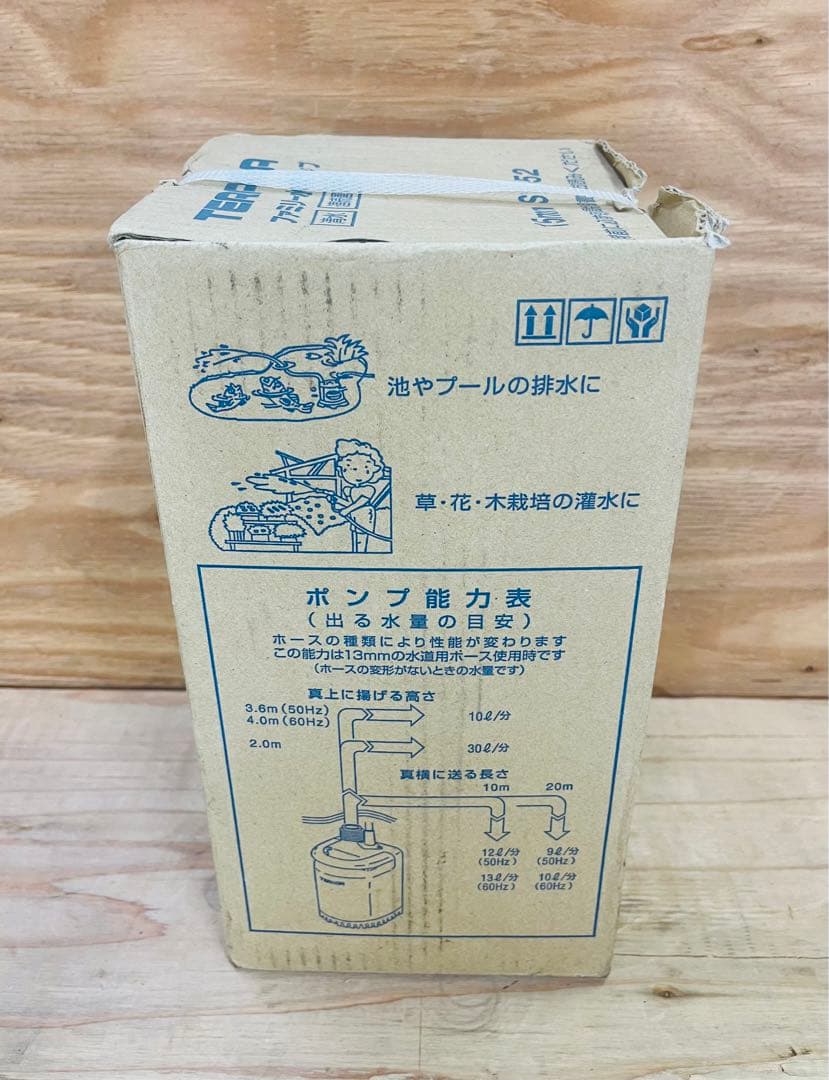 ファミリー水
池やプールの排水に
草・花・木栽培の灌水に
ポンプ能力表
(出る水量の目安)
ホースの種類により性能が変わります
この能力は13mmの水道用ホース使用時です
(ホースの変形がないときの水量です)
真上に揚げる高さ
3.6m(50Hz)
4.0m(60Hz)
10ℓ/分
2.0m
30ℓ/分
真横に送る長さ
10m 20m
12ℓ/分 9ℓ/分
(50Hz) (50Hz)
13ℓ/分 10ℓ/分
(60Hz) (60Hz)